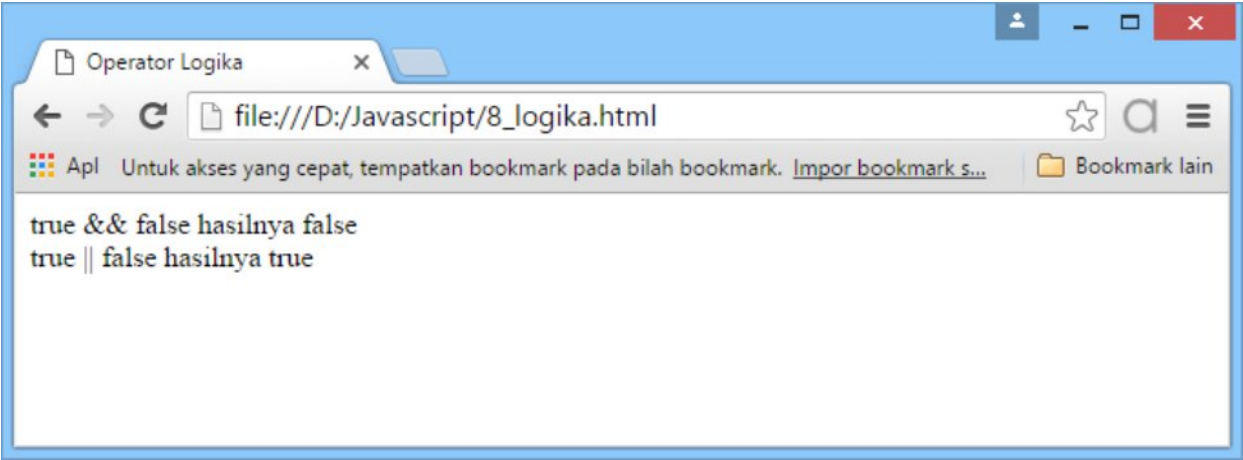 Operator Logika
file:///D:/Javascript/8_logika.html
Apl Untuk akses yang cepat, tempatkan bookmark pada bilah bookmark. Impor bookmark s... Bookmark lain
true && false hasilnya false
true || false hasilnya true